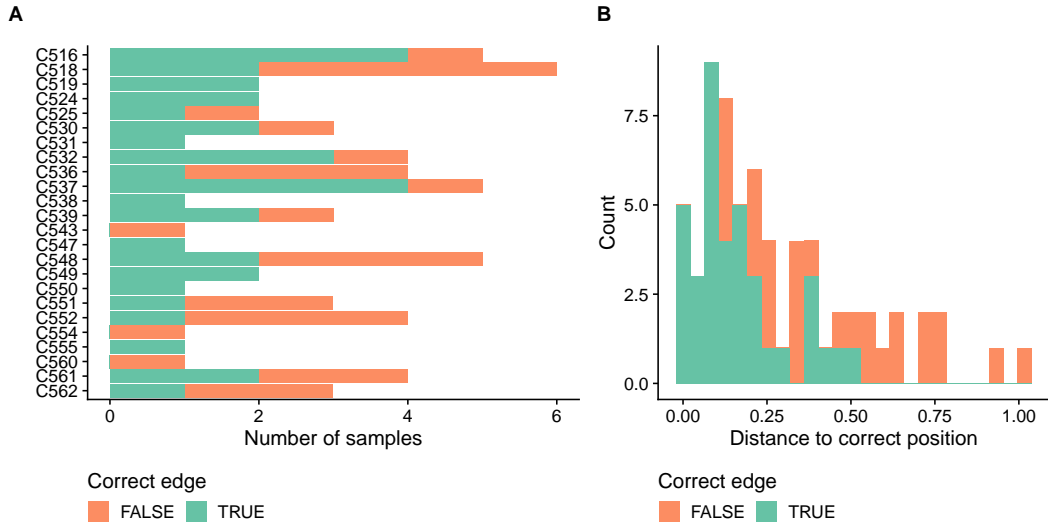 A
C516
C518
C519
C524
C525
C530
C531
C532
C536
C537
C538
C539
C543
C547
C548
C549
C550
C551
C552
C554
C555
C560
C561
C562
0 2 4 6
Number of samples
Correct edge
FALSE TRUE
B
Count
7.5
5.0
2.5
0.0
0.00 0.25 0.50 0.75 1.00
Distance to correct position
Correct edge
FALSE TRUE